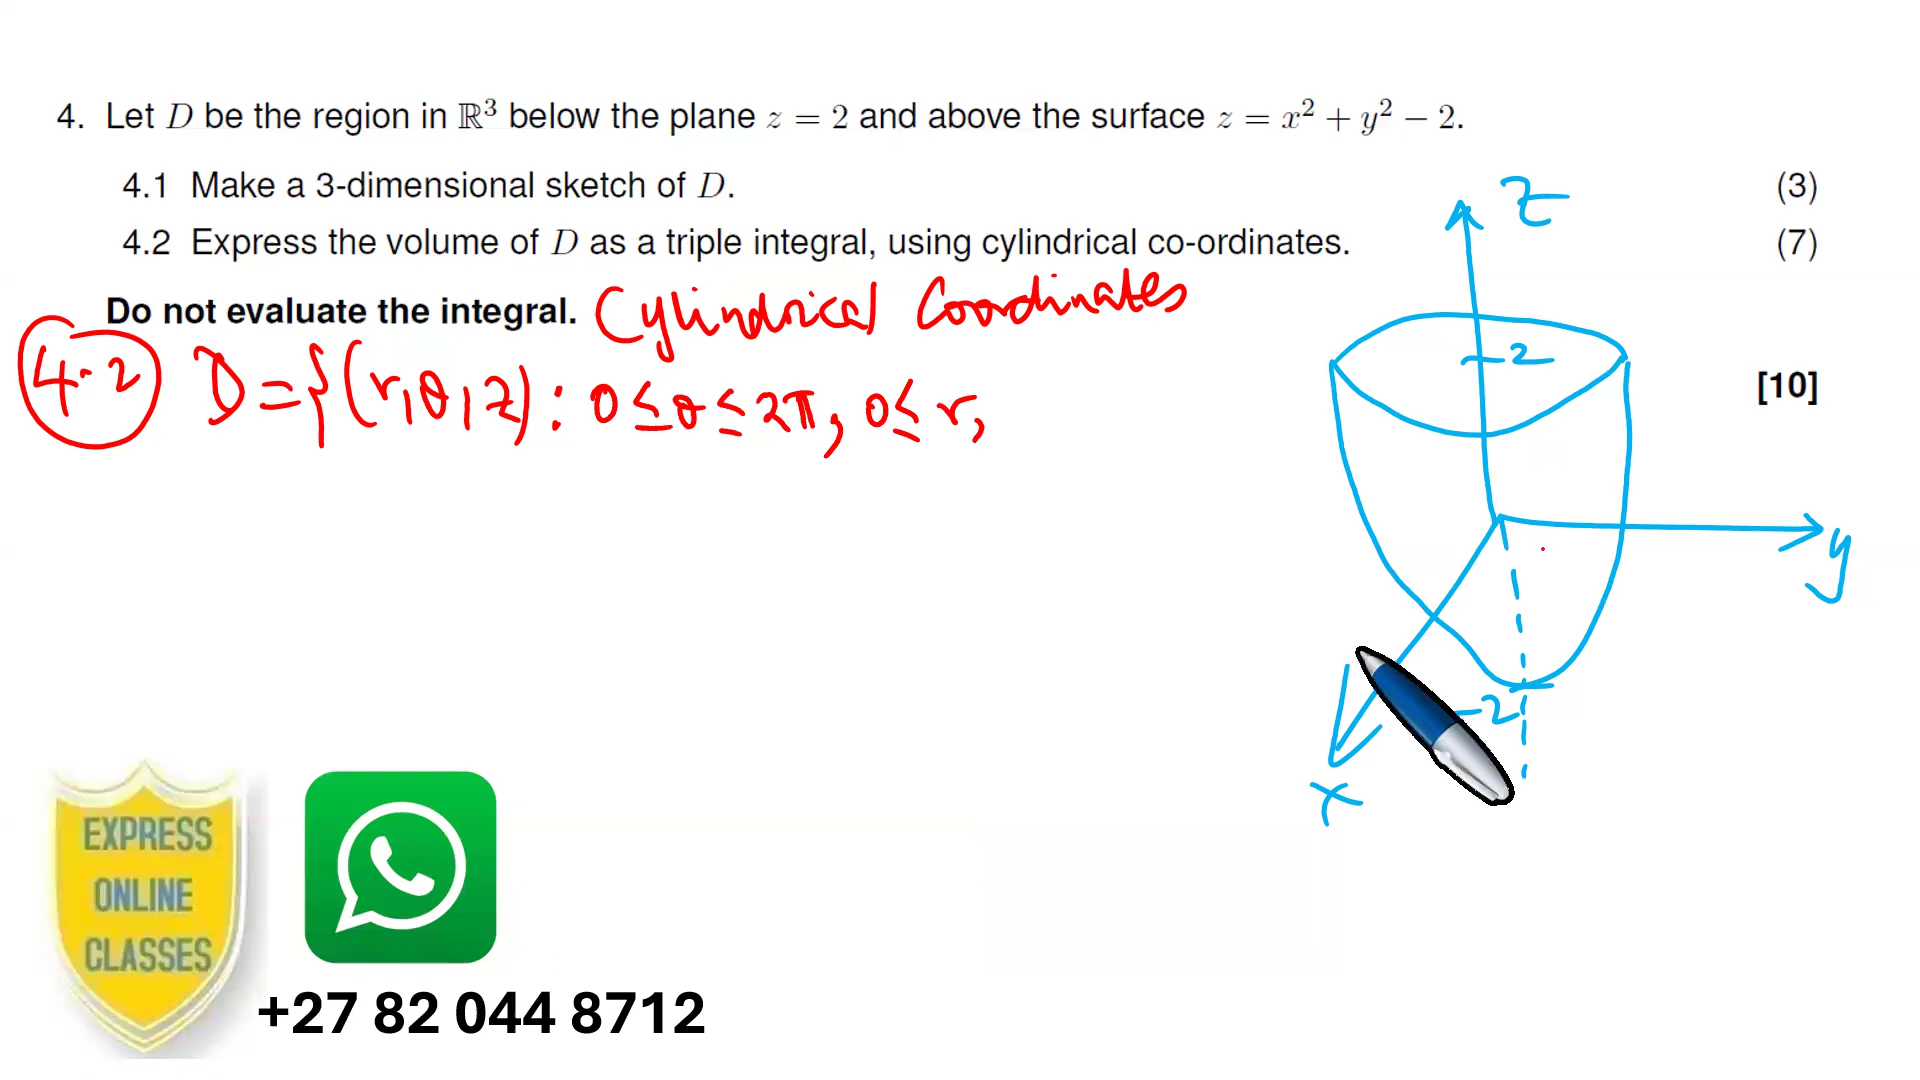 4. Let D be the region in ℝ³ below the plane z = 2 and above the surface z = x² + y² − 2.
4.1 Make a 3-dimensional sketch of D. (3)
4.2 Express the volume of D as a triple integral, using cylindrical co-ordinates. (7)
Do not evaluate the integral. Cylindrical Coordinates
[10]
4.2 D = {(r, θ, z) : 0 ≤ θ ≤ 2π, 0 ≤ r,
z
2
y
-2
x
EXPRESS
ONLINE
CLASSES
+27 82 044 8712